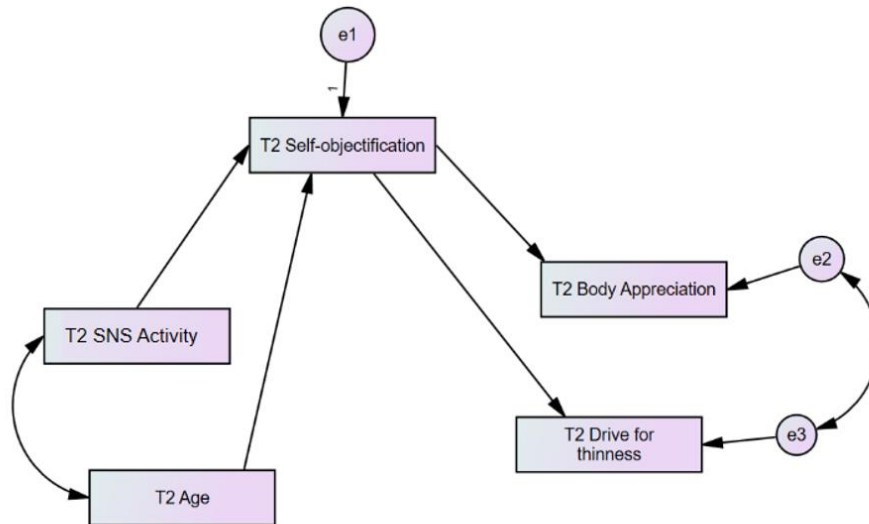 e1
1
T2 Self-objectification
e2
T2 Body Appreciation
T2 SNS Activity
e3
T2 Drive for
thinness
T2 Age